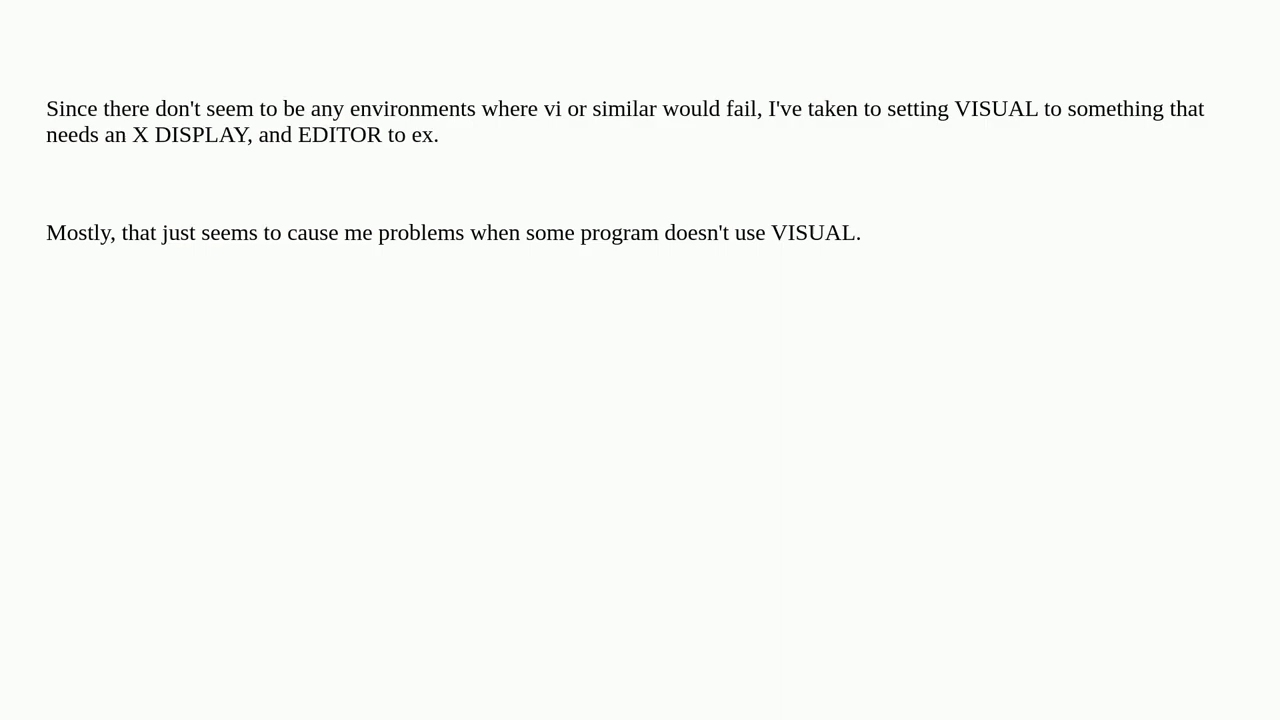 Since there don't seem to be any environments where vi or similar would fail, I've taken to setting VISUAL to something that
needs an X DISPLAY, and EDITOR to ex.
Mostly, that just seems to cause me problems when some program doesn't use VISUAL.